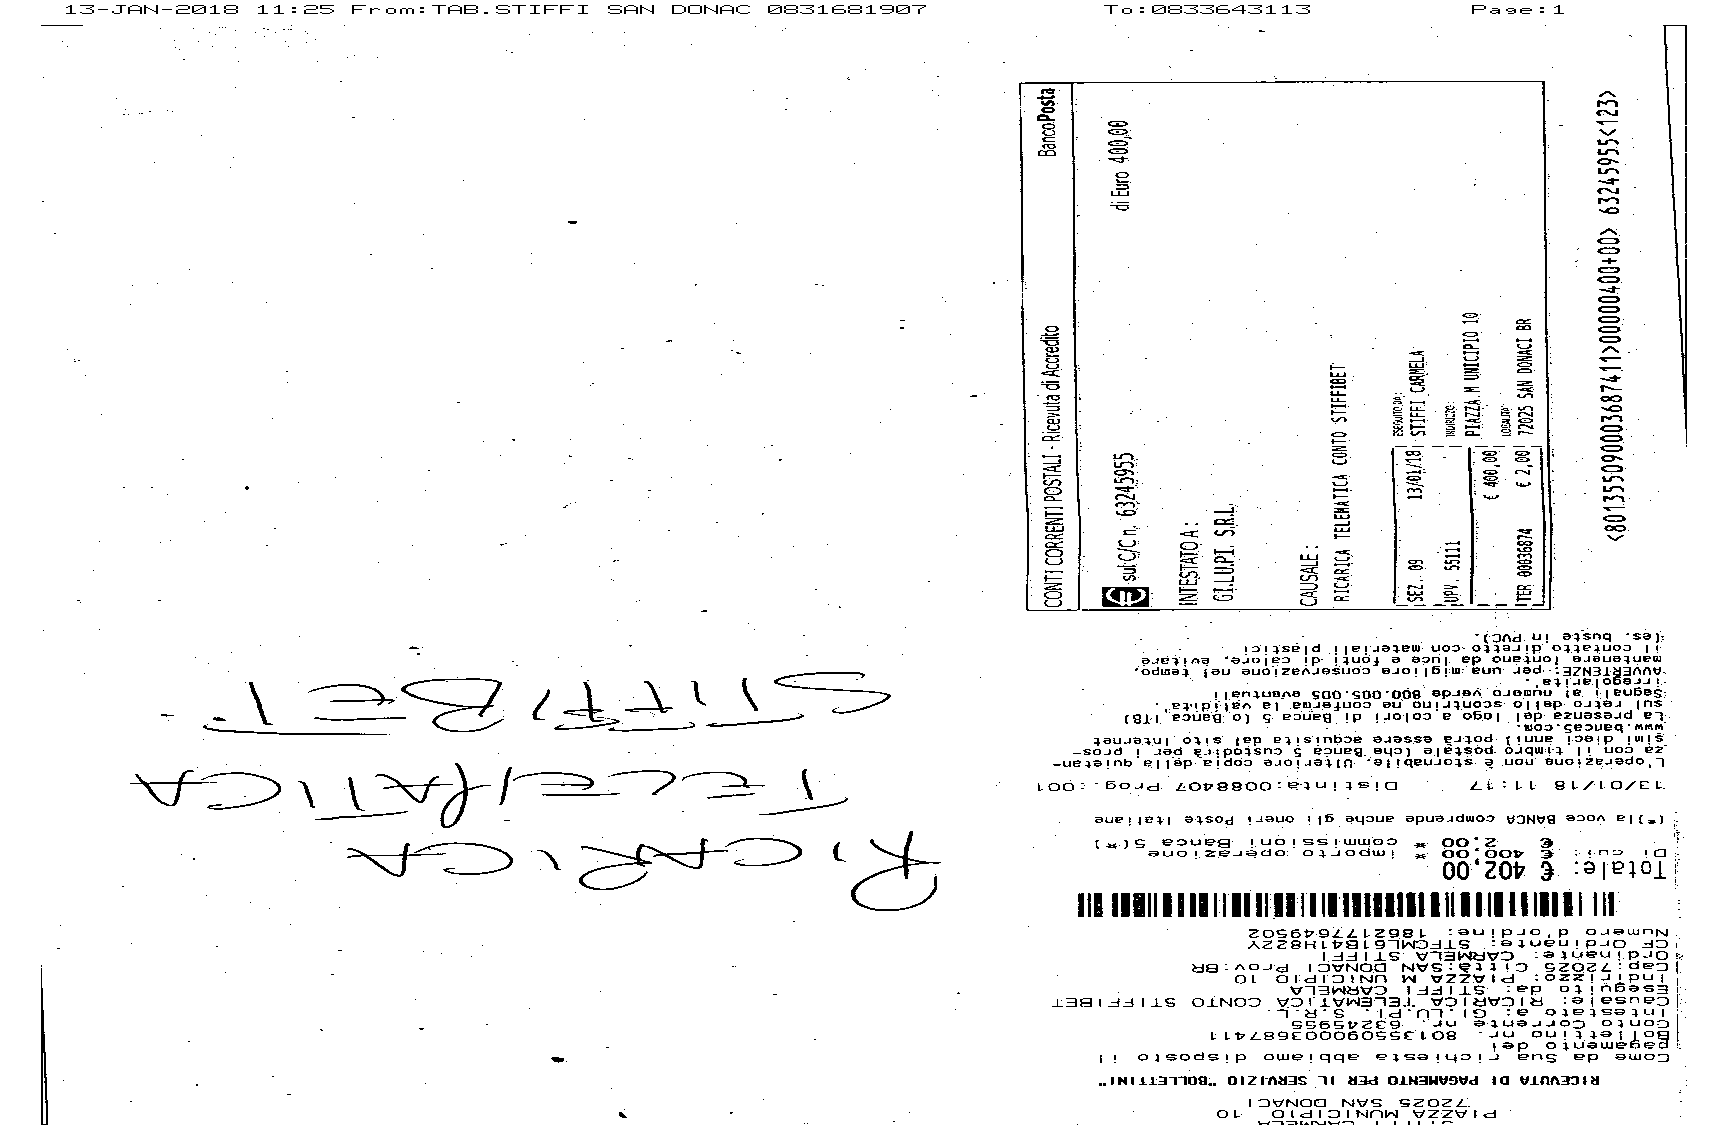 13-JAN-2018 11:25 From:TAB.STIFFI SAN DONAC 0831681907 To:0833643113 Page:1
CONTI CORRENTI POSTALI - Ricevuta di Accredito BancoPosta
sul C/C n. 63245955 di Euro 400,00
INTESTATO A :
GI.LU.PI. S.R.L.
CAUSALE :
RICARICA TELEMATICA CONTO STIFFIBET
ESEGUITO DA:
SEZ. 09 13/01/18 STIFFI CARMELA
INDIRIZZO:
UPV. 55111 PIAZZA M UNICIPIO 10
€ 400,00
LOCALITA':
TER 00036874 € 2,00 72025 SAN DONACI BR
<801355090003687411>00000400+00> 63245955<123>
STIFFI CARMELA
PIAZZA MUNICIPIO 10
72025 SAN DONACI
RICEVUTA DI PAGAMENTO PER IL SERVIZIO "BOLLETTINI"
Come da Sua richiesta abbiamo disposto il
pagamento del
Bollettino nr. 801355090003687411
Conto corrente nr. 63245955
Intestato a: GI.LU.PI. S.R.L.
Causale: RICARICA TELEMATICA CONTO STIFFIBET
Eseguito da: STIFFI CARMELA
Indirizzo: PIAZZA M UNICIPIO 10
Cap:72025 Citta:SAN DONACI Prov:BR
Ordinante: CARMELA STIFFI
CF Ordinante: STFCML61B41H822Y
Numero d'ordine: 1862177649502
Totale: € 402,00
Di cui: € 400,00 * importo operazione
€ 2,00 * commissioni Banca 5(*)
(*)la voce BANCA comprende anche gli oneri Poste Italiane
13/01/18 11:17 Distinta:0088407 Prog.:001
L'operazione non è stornabile. Ulteriore copia della quietan-
za con il timbro postale (che Banca 5 custodirà per i pros-
simi dieci anni) potrà essere acquisita dal sito Internet
www.banca5.com.
La presenza del logo a colori di Banca 5 (o Banca ITB)
sul retro dello scontrino ne conferma la validita'.
Segnali al numero verde 800.005.005 eventuali
irregolarita'.
AVVERTENZE: per una migliore conservazione nel tempo,
mantenere lontano da luce e fonti di calore, evitare
il contatto diretto con materiali plastici
(es. buste in PVC).
RICARICA
TELEMATICA
STIFFIBET